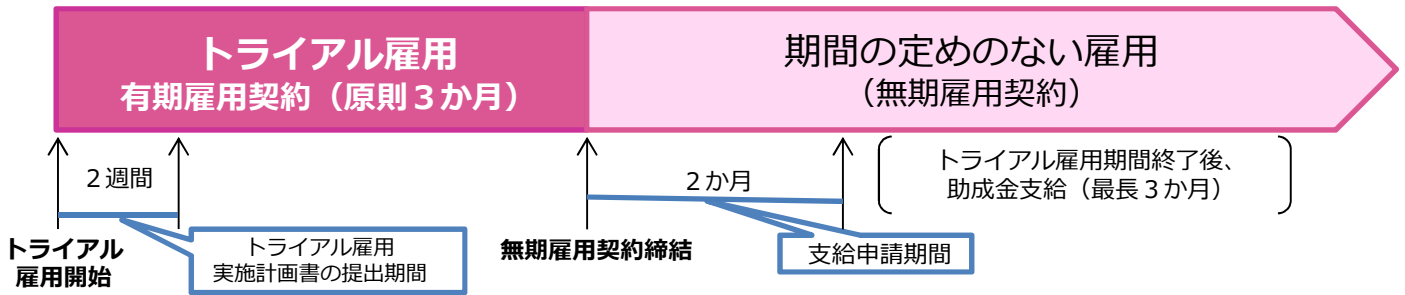 トライアル雇用
有期雇用契約（原則３か月）
期間の定めのない雇用
（無期雇用契約）
２週間
２か月
トライアル雇用期間終了後、
助成金支給（最長３か月）
トライアル
雇用開始
トライアル雇用
実施計画書の提出期間
無期雇用契約締結
支給申請期間